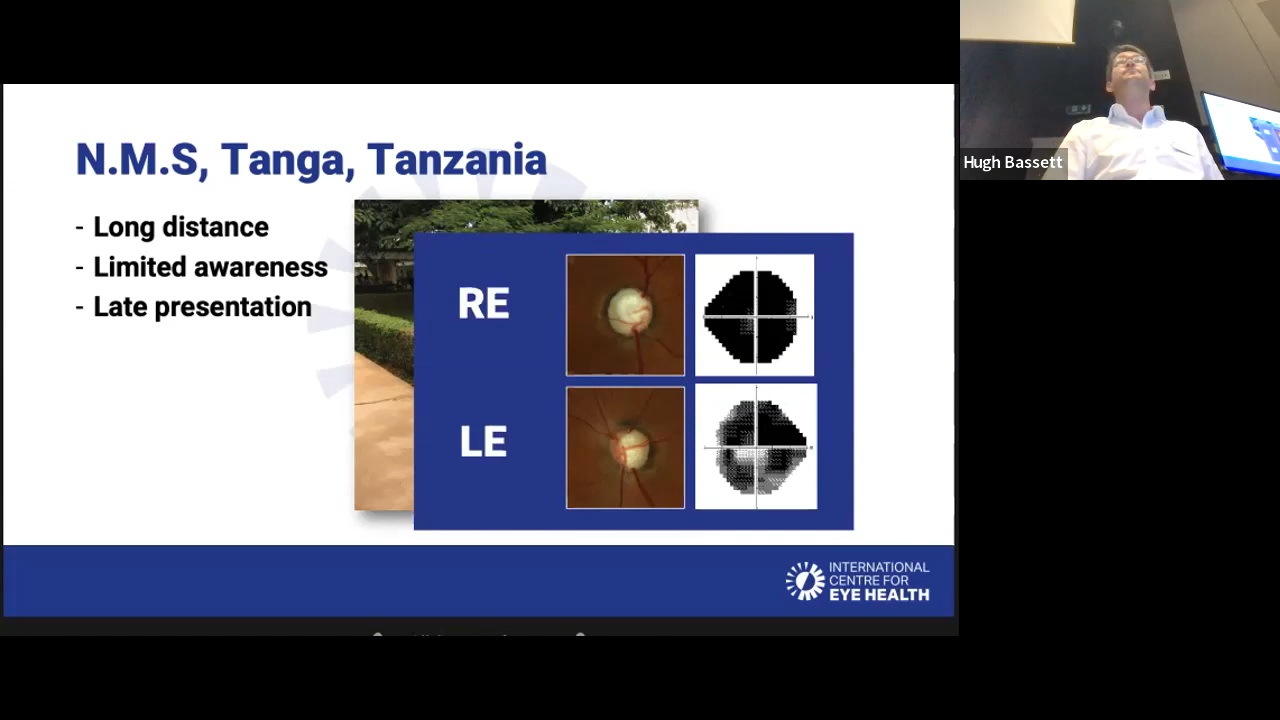 N.M.S, Tanga, Tanzania
- Long distance
- Limited awareness
- Late presentation
RE
LE
INTERNATIONAL
CENTRE FOR
EYE HEALTH
Hugh Bassett